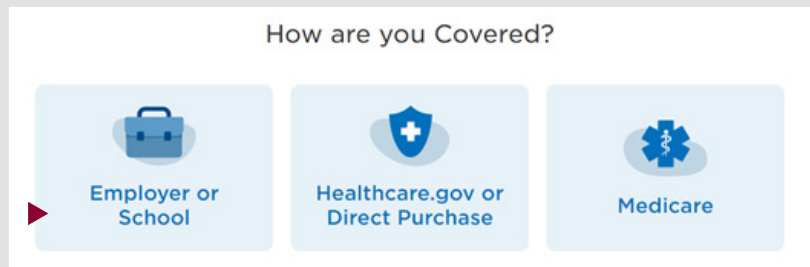 How are you Covered?
Employer or
School
Healthcare.gov or
Direct Purchase
Medicare